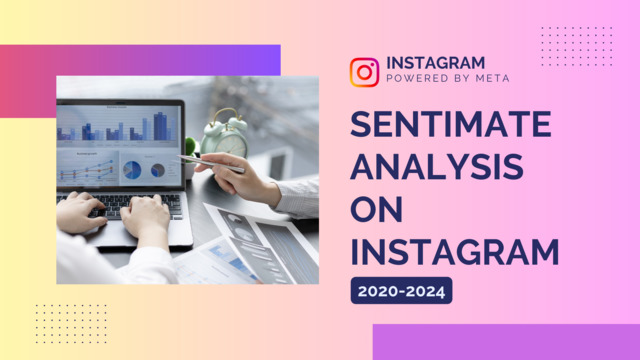 INSTAGRAM
POWERED BY META
SENTIMATE
ANALYSIS
ON
INSTAGRAM
2020-2024